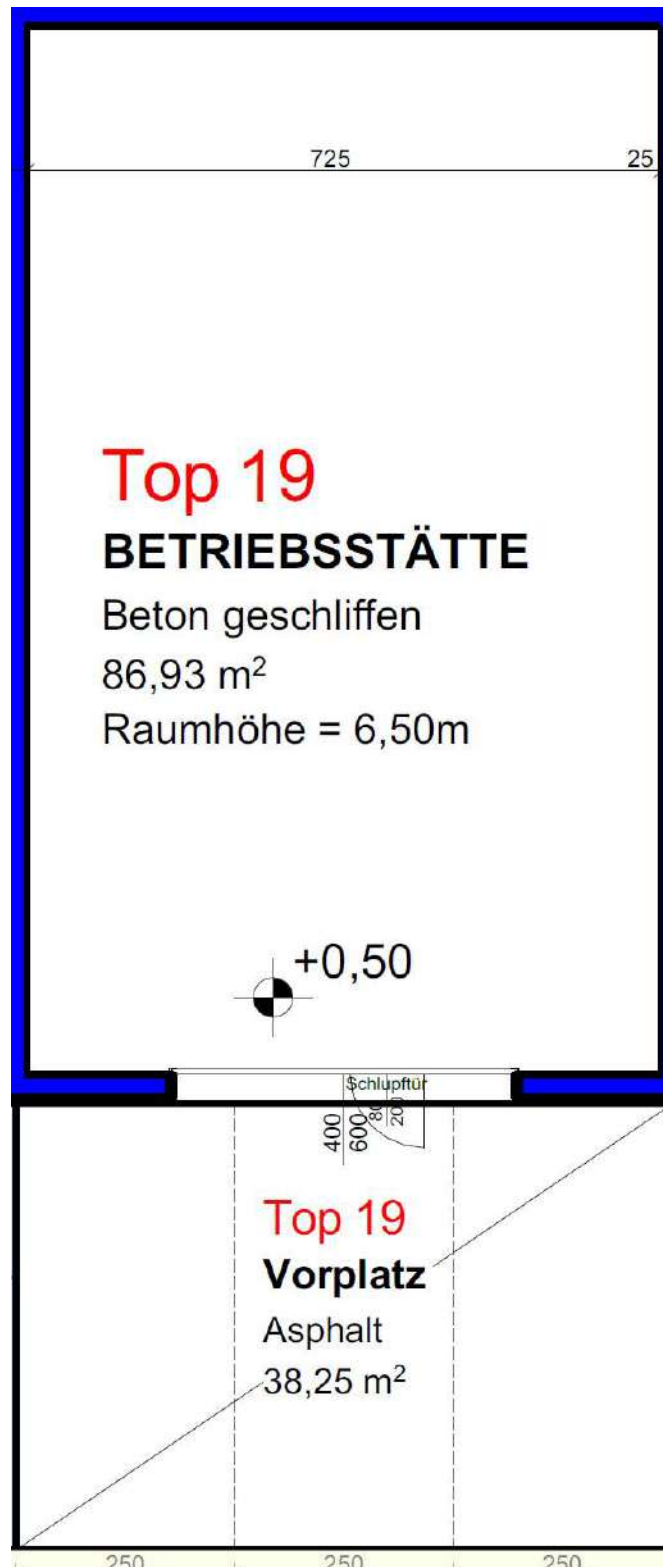 725
25
Top 19
BETRIEBSSTÄTTE
Beton geschliffen
86,93 m²
Raumhöhe = 6,50m
+0,50
Schlupftür
400
600
80
200
Top 19
Vorplatz
Asphalt
38,25 m²
250
250
250